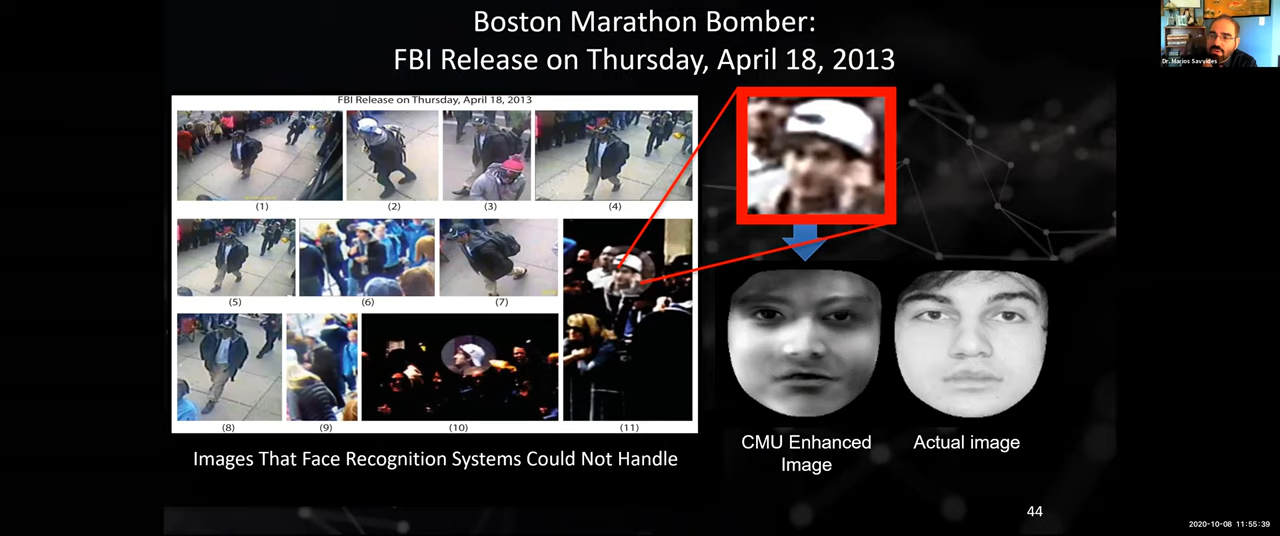 Boston Marathon Bomber:
FBI Release on Thursday, April 18, 2013
Dr. Marios Savvides
FBI Release on Thursday, April 18, 2013
(1)
(2)
(3)
(4)
(5)
(6)
(7)
(8)
(9)
(10)
(11)
Images That Face Recognition Systems Could Not Handle
CMU Enhanced
Image
Actual image
44
2020-10-08 11:55:39